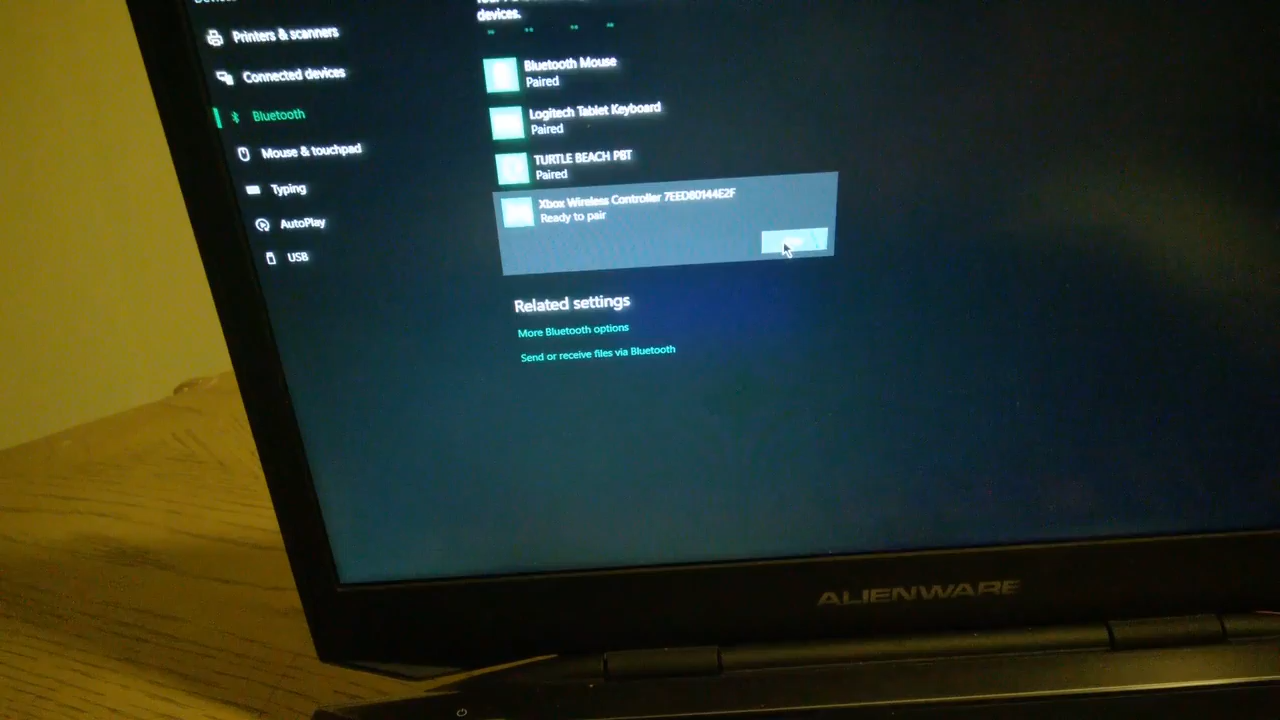 Printers & scanners
Connected devices
Bluetooth
Mouse & touchpad
Typing
AutoPlay
USB
devices.
Bluetooth Mouse
Paired
Logitech Tablet Keyboard
Paired
TURTLE BEACH PBT
Paired
Xbox Wireless Controller 7EED80144E2F
Ready to pair
Related settings
More Bluetooth options
Send or receive files via Bluetooth
ALIENWARE